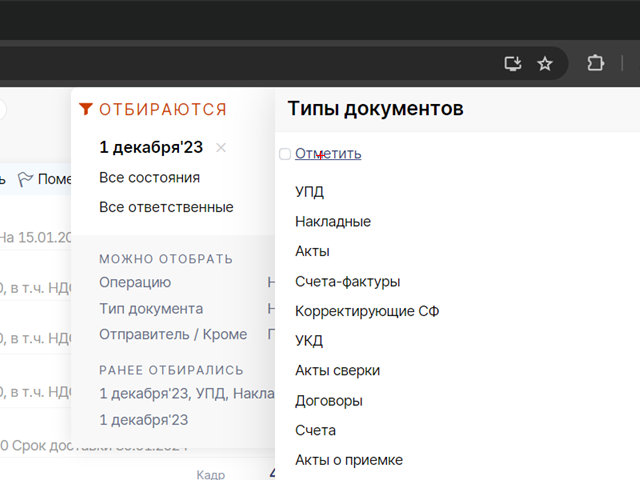 ОТБИРАЮТСЯ
1 декабря'23
Все состояния
Все ответственные
МОЖНО ОТОБРАТЬ
Операцию
Тип документа
Отправитель / Кроме
РАНЕЕ ОТБИРАЛИСЬ
1 декабря'23, УПД, Накла
1 декабря'23
Типы документов
Отметить
УПД
Накладные
Акты
Счета-фактуры
Корректирующие СФ
УКД
Акты сверки
Договоры
Счета
Акты о приемке
Поме
На 15.01.20
0, в т.ч. НДС
0, в т.ч. НДС
0, в т.ч. НДС
0 Срок доставки
Кадр